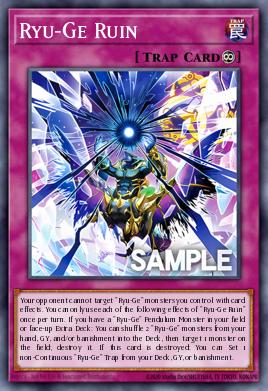 Ryu-Ge Ruin
TRAP
罠
[Trap Card]
SAMPLE
Your opponent cannot target "Ryu-Ge" monsters you control with card
effects. You can only use each of the following effects of "Ryu-Ge Ruin"
once per turn. If you have a "Ryu-Ge" Pendulum Monster in your field
or face-up Extra Deck: You can shuffle 2 "Ryu-Ge" monsters from your
hand, GY, and/or banishment into the Deck, then target 1 monster on
the field; destroy it. If this card is destroyed: You can Set 1
non-Continuous "Ryu-Ge" Trap from your Deck, GY, or banishment.